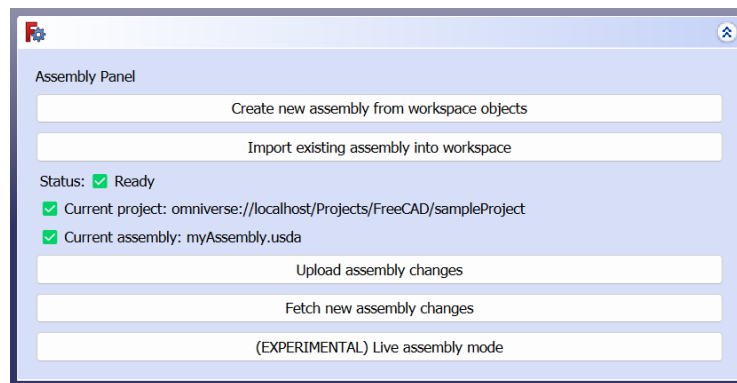 Assembly Panel
Create new assembly from workspace objects
Import existing assembly into workspace
Status: ✅ Ready
✅ Current project: omniverse://localhost/Projects/FreeCAD/sampleProject
✅ Current assembly: myAssembly.usda
Upload assembly changes
Fetch new assembly changes
(EXPERIMENTAL) Live assembly mode